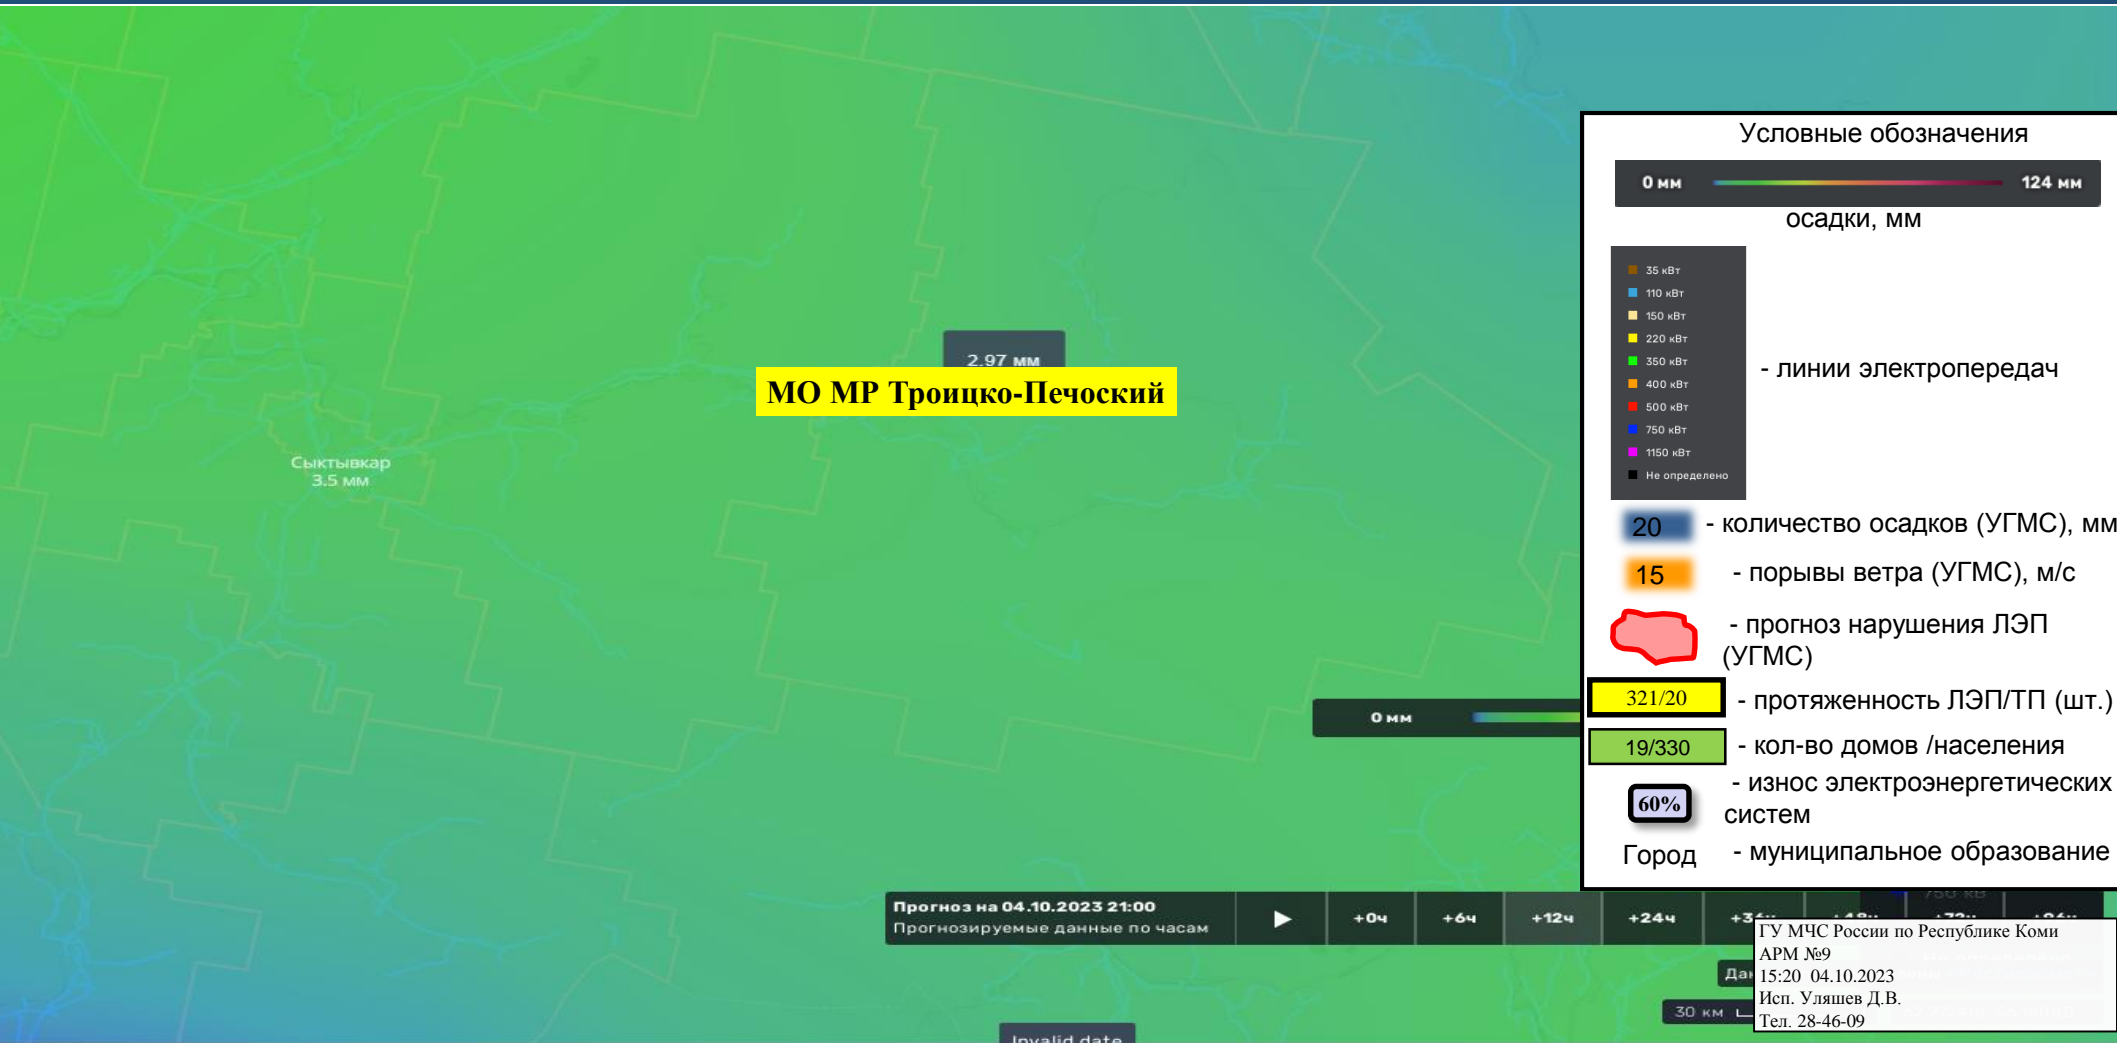 Условные обозначения
0 мм 124 мм
осадки, мм
35 кВт
110 кВт
150 кВт
220 кВт
350 кВт
400 кВт
500 кВт
750 кВт
1150 кВт
Не определено
- линии электропередач
20 - количество осадков (УГМС), мм
15 - порывы ветра (УГМС), м/с
- прогноз нарушения ЛЭП
(УГМС)
321/20 - протяженность ЛЭП/ТП (шт.)
19/330 - кол-во домов /населения
60% - износ электроэнергетических
систем
Город - муниципальное образование
2.97 мм
МО МР Троицко-Печоский
Сыктывкар
3.5 мм
0 мм
Прогноз на 04.10.2023 21:00
Прогнозируемые данные по часам
+0ч +6ч +12ч +24ч
ГУ МЧС России по Республике Коми
АРМ №9
15:20 04.10.2023
Исп. Уляшев Д.В.
Тел. 28-46-09
30 км
Invalid date